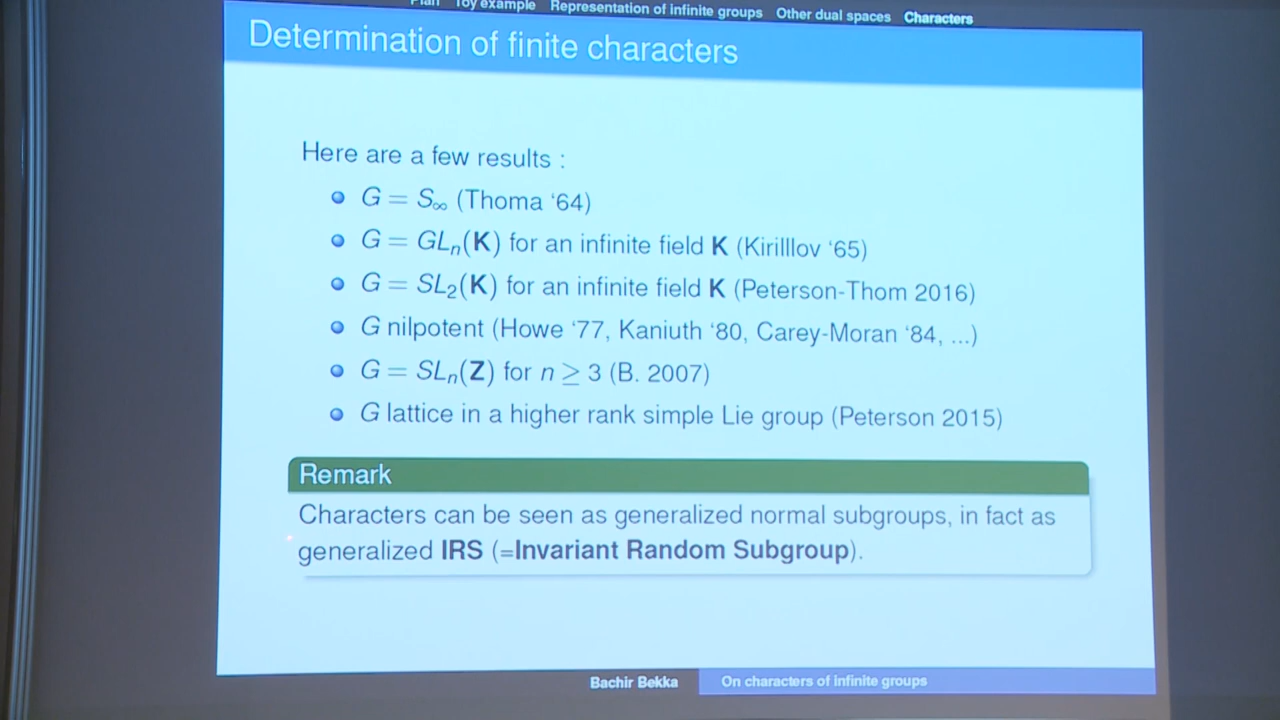 Plan Toy example Representation of infinite groups Other dual spaces Characters
Determination of finite characters
Here are a few results :
G = S∞ (Thoma ‘64)
G = GLn(K) for an infinite field K (Kirilllov ‘65)
G = SL2(K) for an infinite field K (Peterson-Thom 2016)
G nilpotent (Howe ‘77, Kaniuth ‘80, Carey-Moran ‘84, ...)
G = SLn(Z) for n ≥ 3 (B. 2007)
G lattice in a higher rank simple Lie group (Peterson 2015)
Remark
Characters can be seen as generalized normal subgroups, in fact as
generalized IRS (=Invariant Random Subgroup).
Bachir Bekka On characters of infinite groups